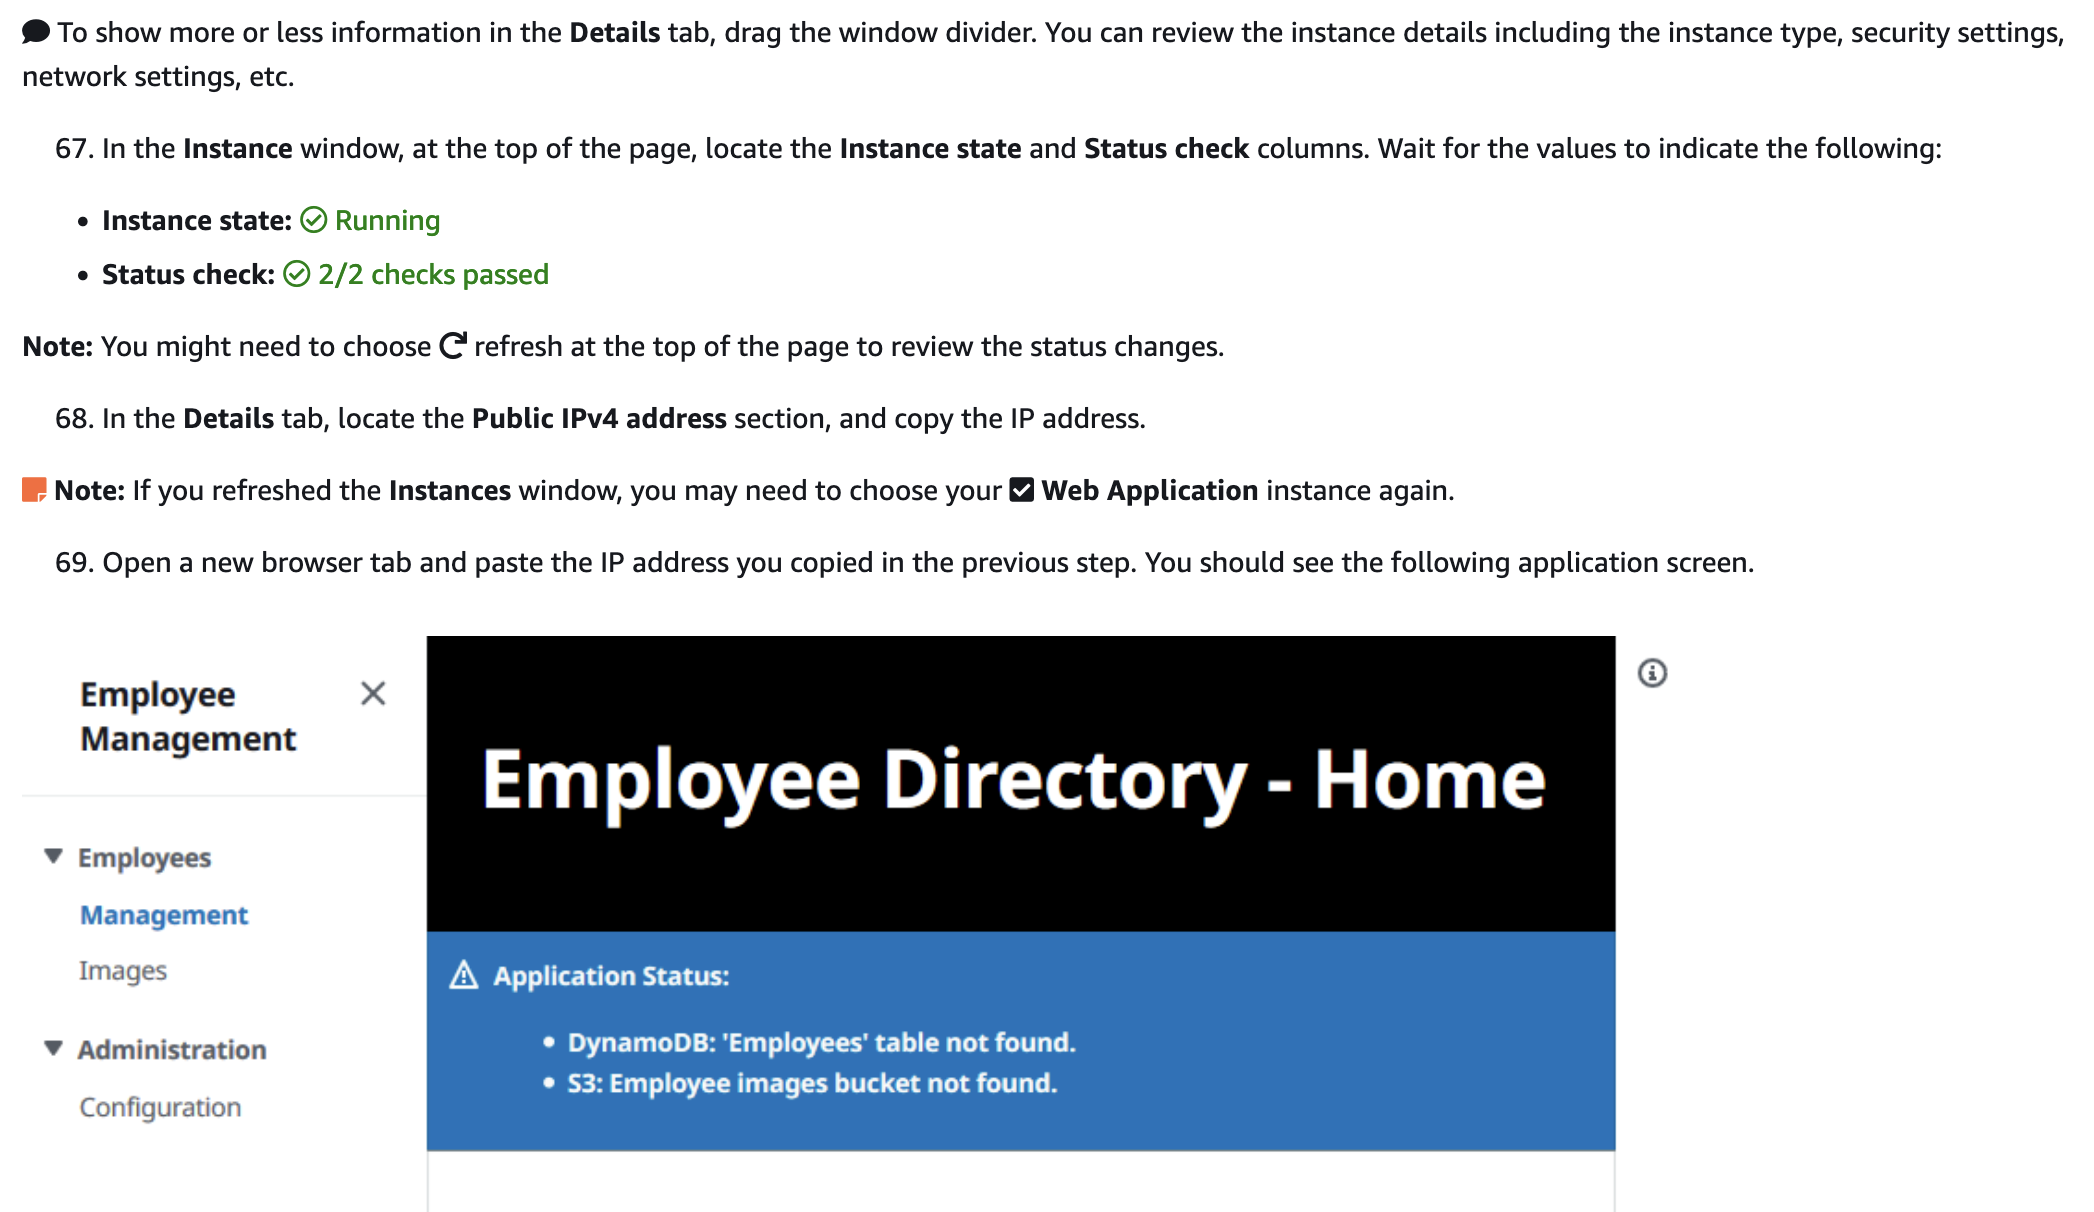 To show more or less information in the Details tab, drag the window divider. You can review the instance details including the instance type, security settings,
network settings, etc.
67. In the Instance window, at the top of the page, locate the Instance state and Status check columns. Wait for the values to indicate the following:
• Instance state: Running
• Status check: 2/2 checks passed
Note: You might need to choose refresh at the top of the page to review the status changes.
68. In the Details tab, locate the Public IPv4 address section, and copy the IP address.
Note: If you refreshed the Instances window, you may need to choose your Web Application instance again.
69. Open a new browser tab and paste the IP address you copied in the previous step. You should see the following application screen.
Employee
Management
Employees
Management
Images
Administration
Configuration
Employee Directory - Home
Application Status:
• DynamoDB: 'Employees' table not found.
• S3: Employee images bucket not found.